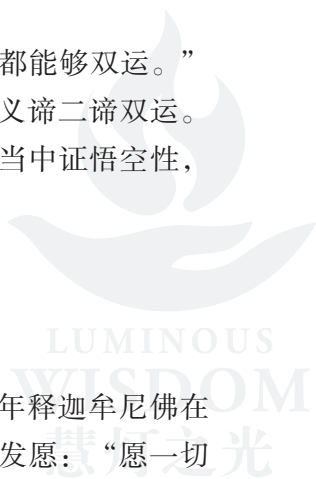 都能够双运。”
义谛二谛双运。
当中证悟空性，
LUMINOUS
WISDOM
年释迦牟尼佛在
发愿：“愿一切
慧灯之光